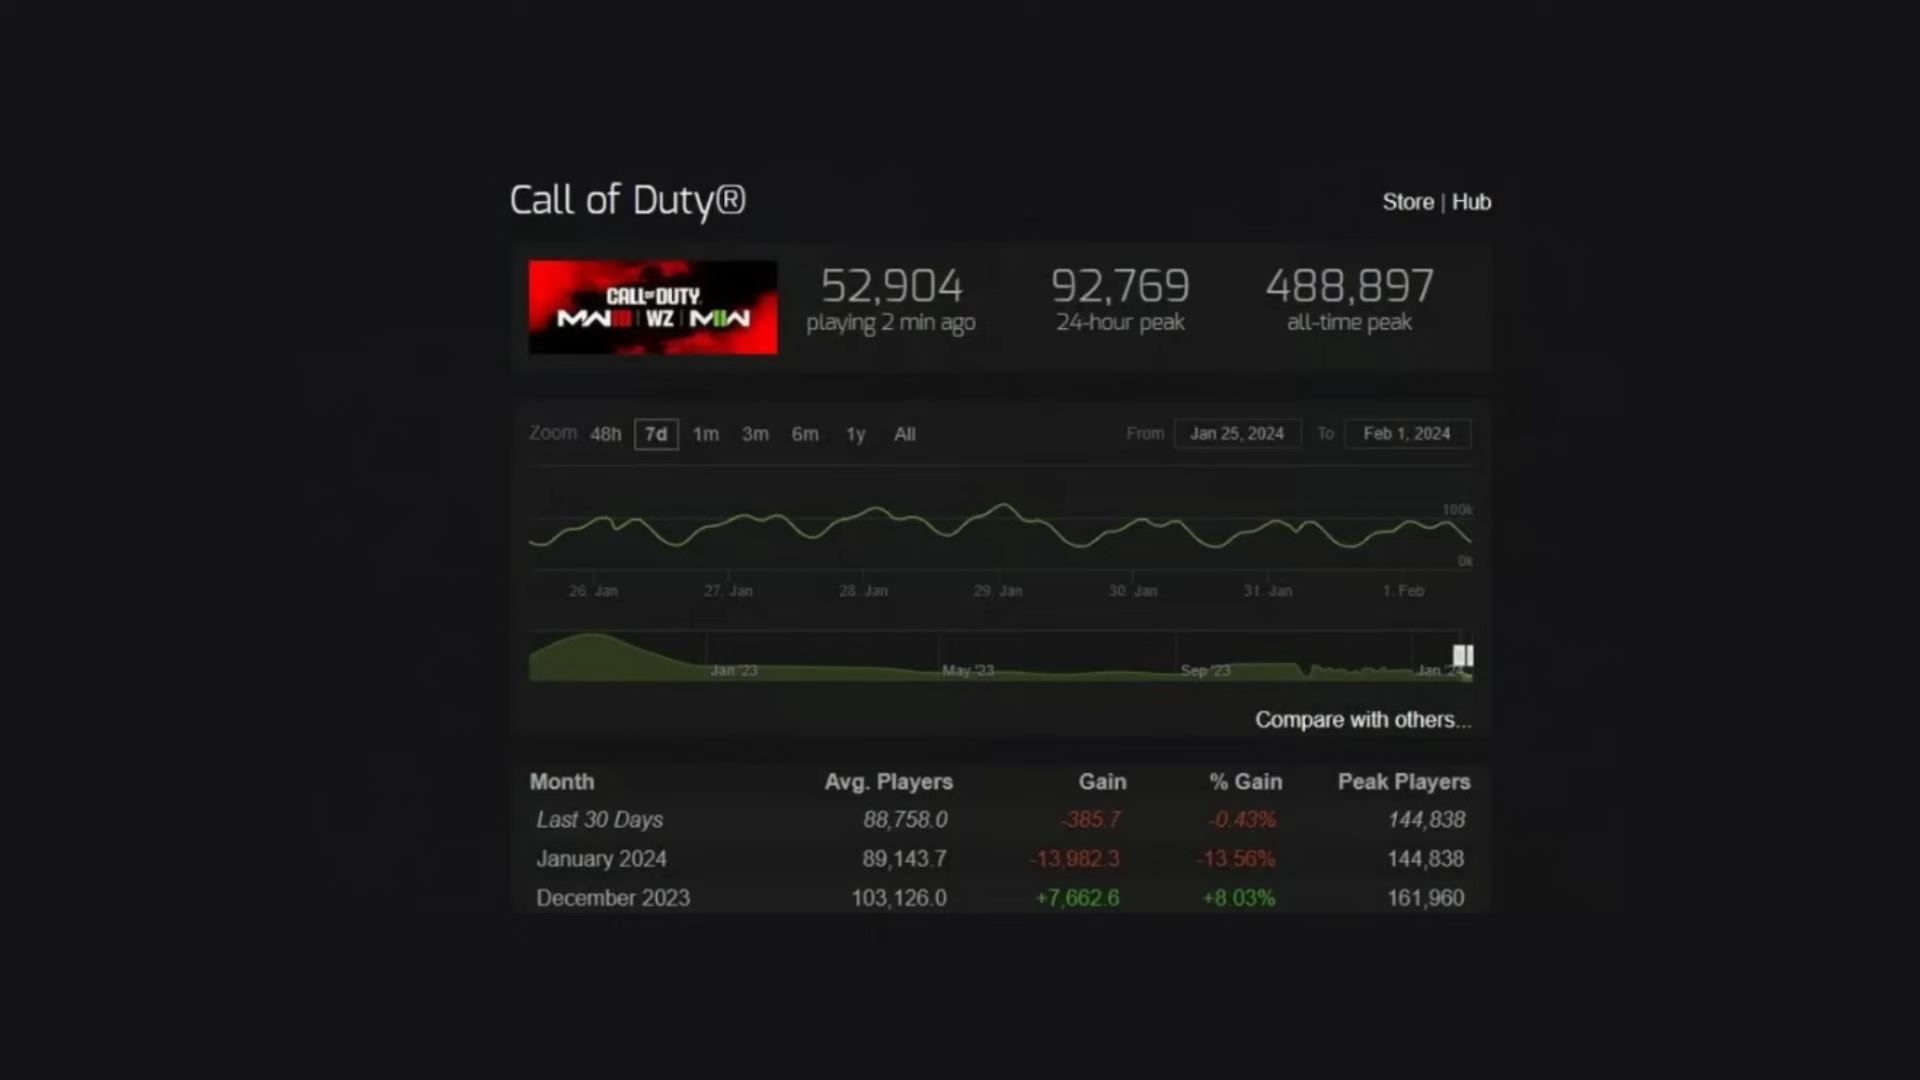 Call of Duty®
Store | Hub
CALL OF DUTY
MWIII | WZ | MWII
52,904
playing 2 min ago
92,769
24-hour peak
488,897
all-time peak
Zoom 48h 7d 1m 3m 6m 1y All
From Jan 25, 2024 To Feb 1, 2024
100k
0k
26. Jan 27. Jan 28. Jan 29. Jan 30. Jan 31. Jan 1. Feb
Jan '23 May '23 Sep '23 Jan '24
Compare with others...
Month Avg. Players Gain % Gain Peak Players
Last 30 Days 88,758.0 -385.7 -0.43% 144,838
January 2024 89,143.7 -13,982.3 -13.56% 144,838
December 2023 103,126.0 +7,662.6 +8.03% 161,960